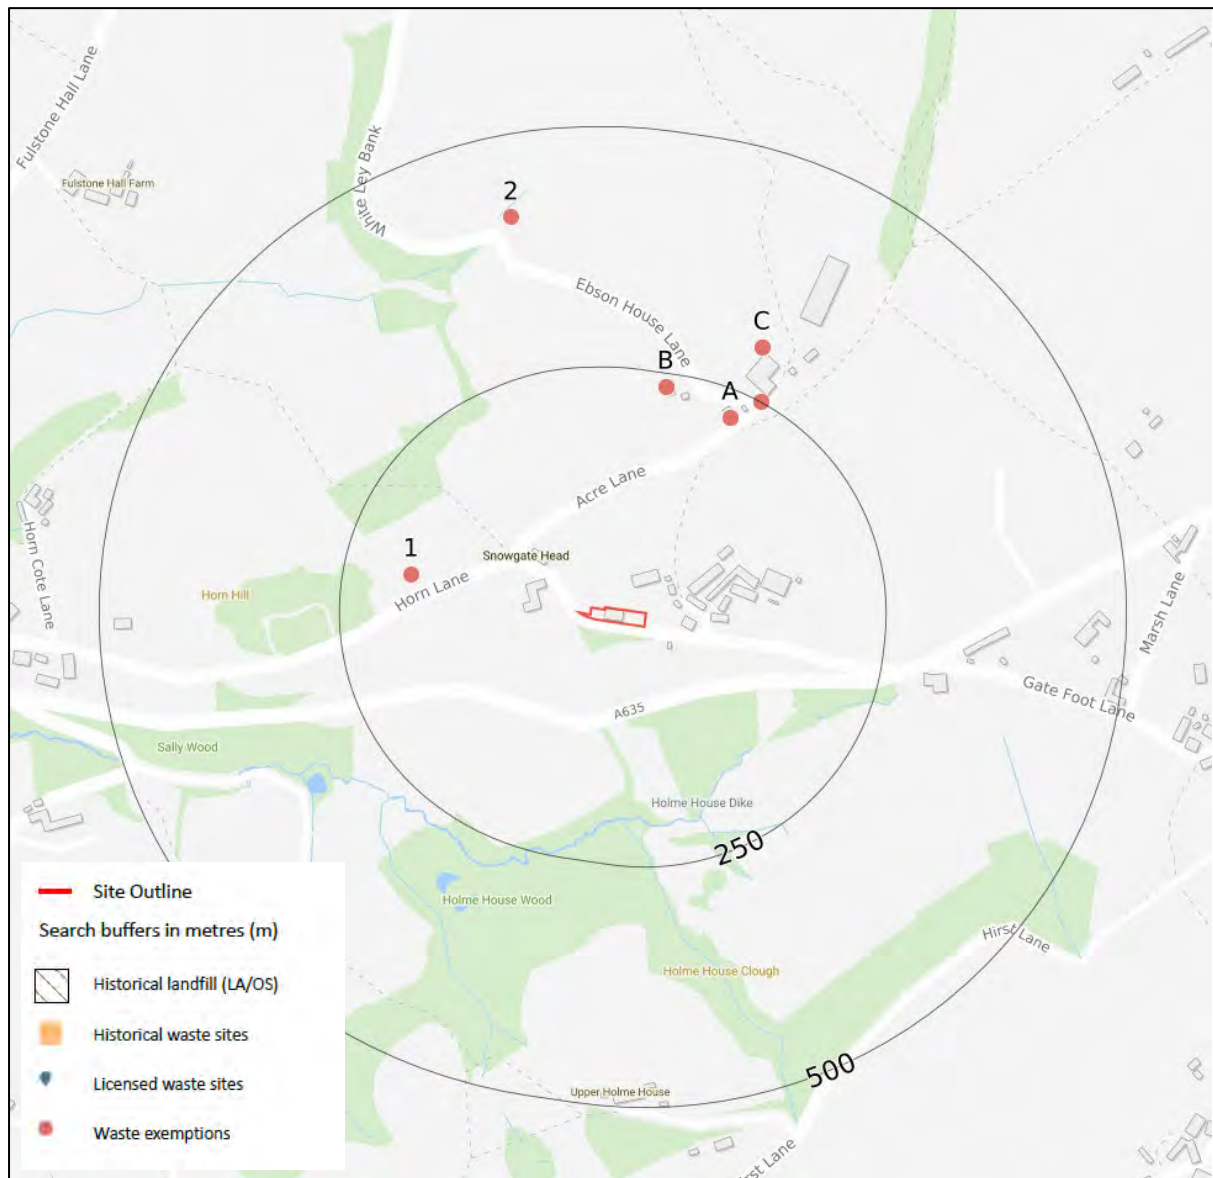 Fulstone Hall Lane
Fulstone Hall Farm
White Ley Bank
2
Ebson House Lane
C
B
A
Acre Lane
1
Snowgate Head
Horn Lane
Horn Hill
Horn Cote Lane
Marsh Lane
Gate Foot Lane
A635
Sally Wood
Holme House Dike
250
Holme House Wood
Hirst Lane
Holme House Clough
500
Upper Holme House
Site Outline
Search buffers in metres (m)
Historical landfill (LA/OS)
Historical waste sites
Licensed waste sites
Waste exemptions
irst Lane